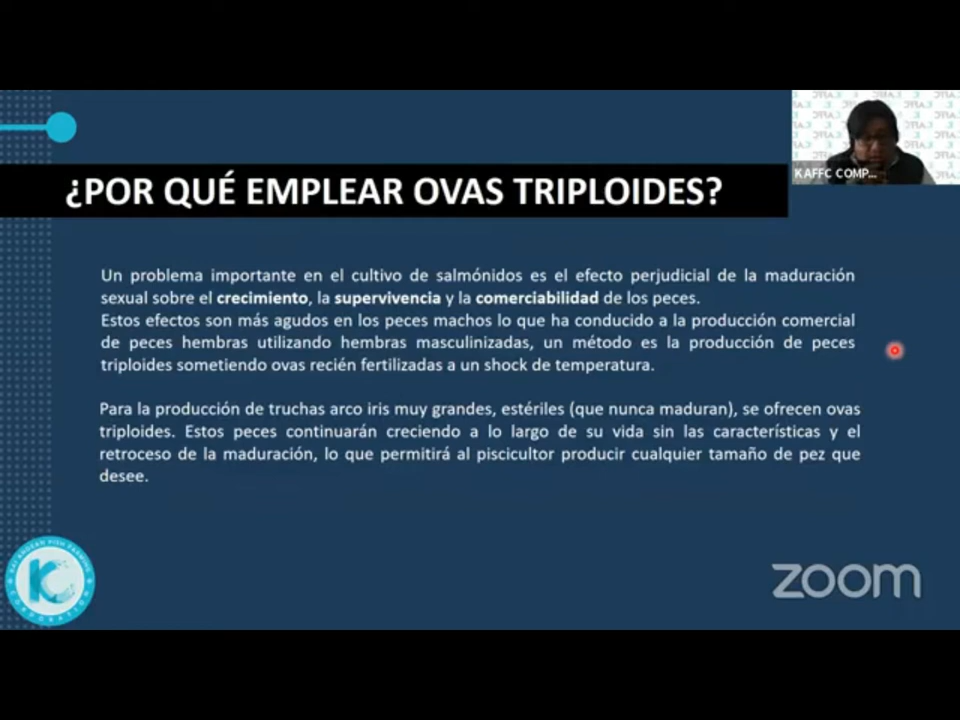 KAFFC COMP...
¿POR QUÉ EMPLEAR OVAS TRIPLOIDES?
Un problema importante en el cultivo de salmónidos es el efecto perjudicial de la maduración
sexual sobre el crecimiento, la supervivencia y la comerciabilidad de los peces.
Estos efectos son más agudos en los peces machos lo que ha conducido a la producción comercial
de peces hembras utilizando hembras masculinizadas, un método es la producción de peces
triploides sometiendo ovas recién fertilizadas a un shock de temperatura.
Para la producción de truchas arco iris muy grandes, estériles (que nunca maduran), se ofrecen ovas
triploides. Estos peces continuarán creciendo a lo largo de su vida sin las características y el
retroceso de la maduración, lo que permitirá al piscicultor producir cualquier tamaño de pez que
desee.
zoom